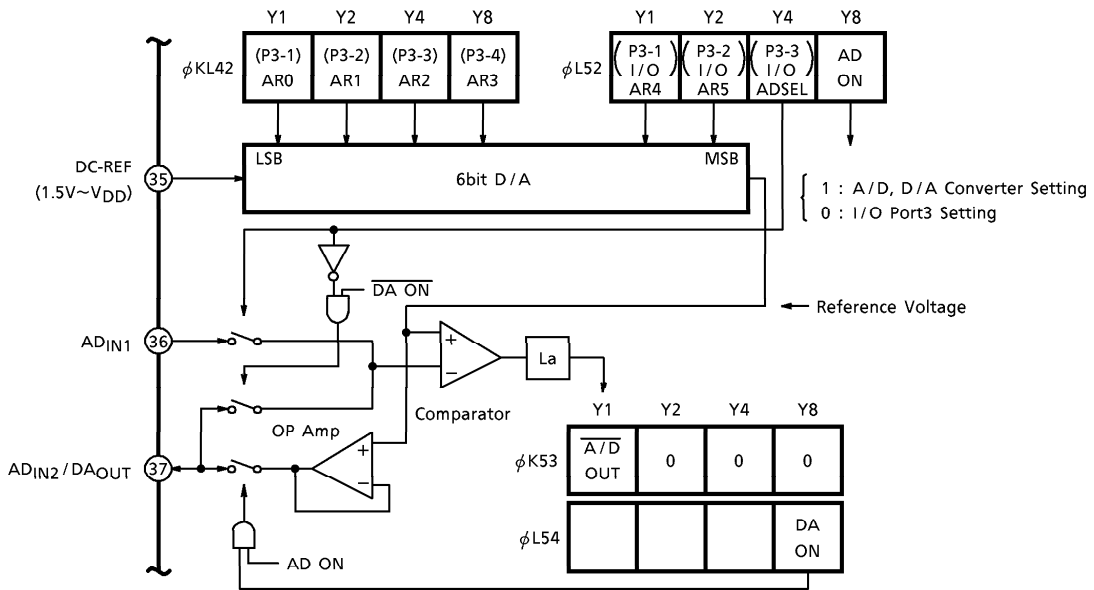 Y1 Y2 Y4 Y8
ϕKL42
(P3-1) (P3-2) (P3-3) (P3-4)
AR0 AR1 AR2 AR3
Y1 Y2 Y4 Y8
ϕL52
(P3-1 I/O) (P3-2 I/O) (P3-3 I/O) AD
AR4 AR5 ADSEL ON
DC-REF
(1.5V~VDD)
35
LSB
6bit D/A
MSB
1 : A/D, D/A Converter Setting
0 : I/O Port3 Setting
D̅A̅ ̅O̅N̅
Reference Voltage
ADIN1
36
+
−
La
Comparator
OP Amp
+
−
ADIN2/DAOUT
37
AD ON
Y1 Y2 Y4 Y8
ϕK53
A̅/̅D̅ 0 0 0
OUT
ϕL54
DA
ON